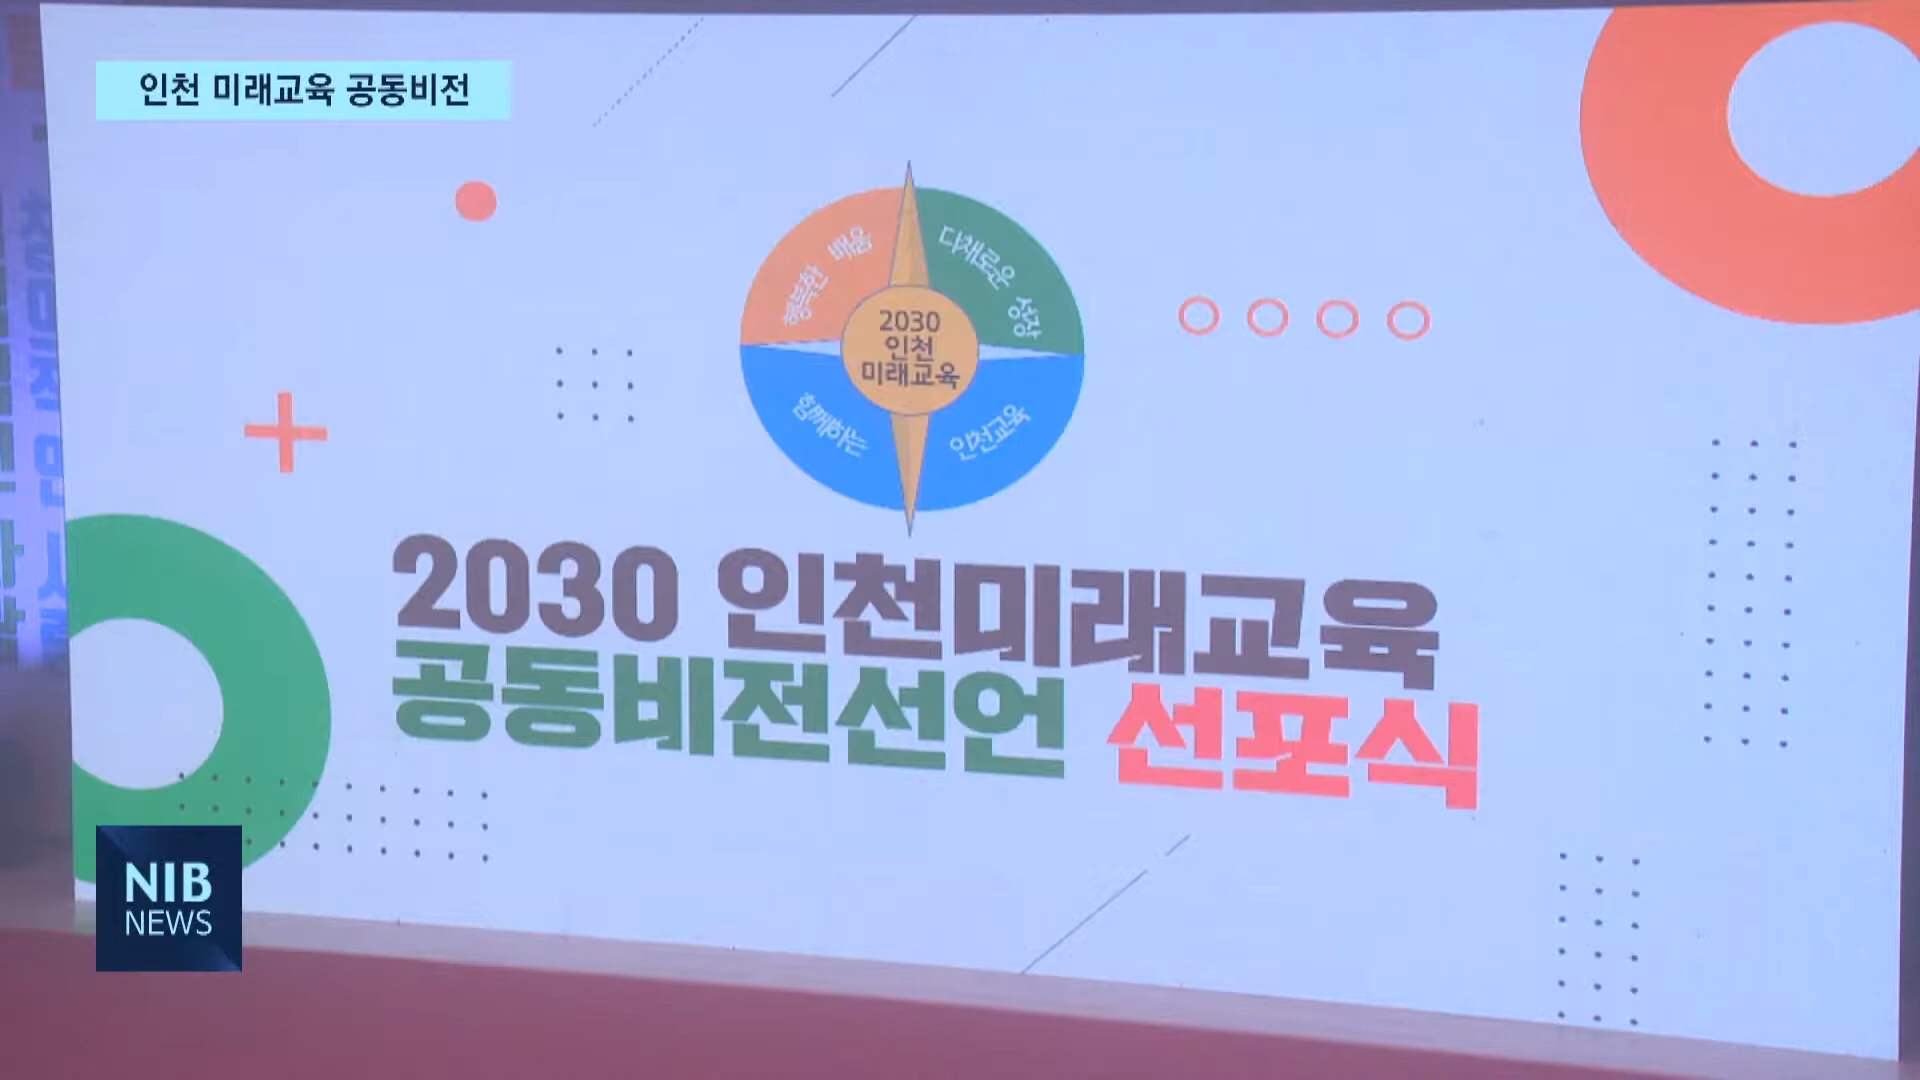 인천 미래교육 공동비전
행복한 배움
다채로운 성장
2030
인천
미래교육
함께하는
인천교육
2030 인천미래교육
공동비전선언 선포식
NIB
NEWS